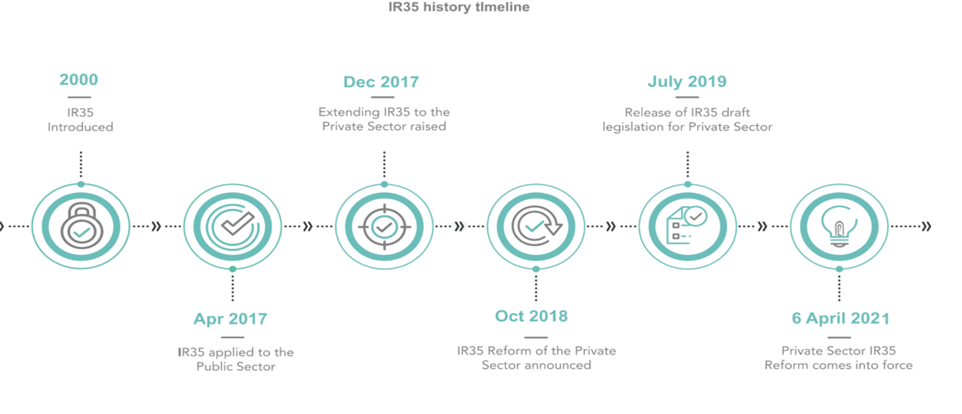 IR35 history tImeline
2000
IR35
Introduced
Apr 2017
IR35 applied to the
Public Sector
Dec 2017
Extending IR35 to the
Private Sector raised
Oct 2018
IR35 Reform of the Private
Sector announced
July 2019
Release of IR35 draft
legislation for Private Sector
6 April 2021
Private Sector IR35
Reform comes into force